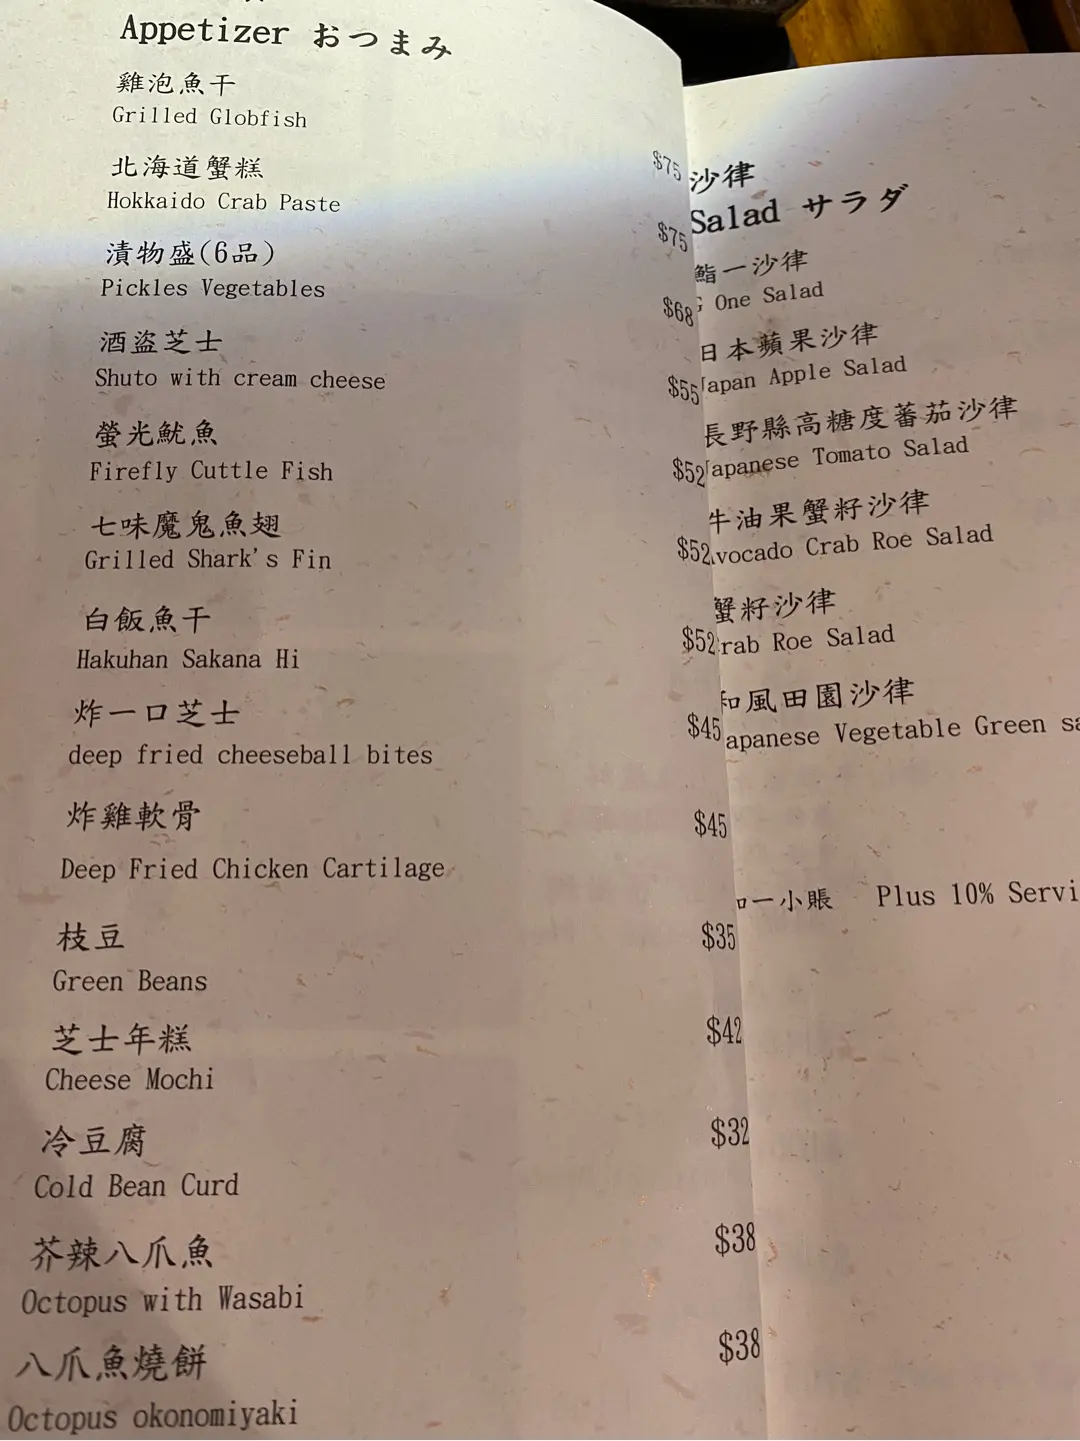 Appetizer おつまみ
雞泡魚干
Grilled Globfish
$75
北海道蟹糕
Hokkaido Crab Paste
$75
漬物盛(6品)
Pickles Vegetables
$68
酒盜芝士
Shuto with cream cheese
$55
螢光魷魚
Firefly Cuttle Fish
$52
七味魔鬼魚翅
Grilled Shark's Fin
$52
白飯魚干
Hakuhan Sakana Hi
$52
炸一口芝士
deep fried cheeseball bites
$45
炸雞軟骨
Deep Fried Chicken Cartilage
$45
枝豆
Green Beans
$35
芝士年糕
Cheese Mochi
$42
冷豆腐
Cold Bean Curd
$32
芥辣八爪魚
Octopus with Wasabi
$38
八爪魚燒餅
Octopus okonomiyaki
$38
沙律
Salad サラダ
鮨一沙律
One Salad
日本蘋果沙律
apan Apple Salad
長野縣高糖度蕃茄沙律
apanese Tomato Salad
牛油果蟹籽沙律
vocado Crab Roe Salad
蟹籽沙律
rab Roe Salad
和風田園沙律
apanese Vegetable Green sa
加一小賬 Plus 10% Servi